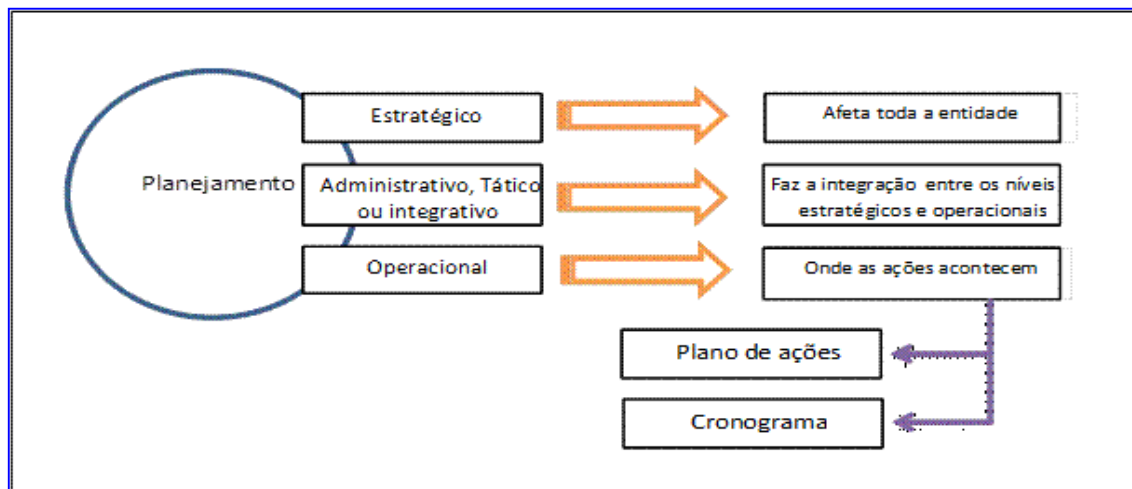 Estratégico
Afeta toda a entidade
Planejamento
Administrativo, Tático
ou integrativo
Faz a integração entre os níveis
estratégicos e operacionais
Operacional
Onde as ações acontecem
Plano de ações
Cronograma